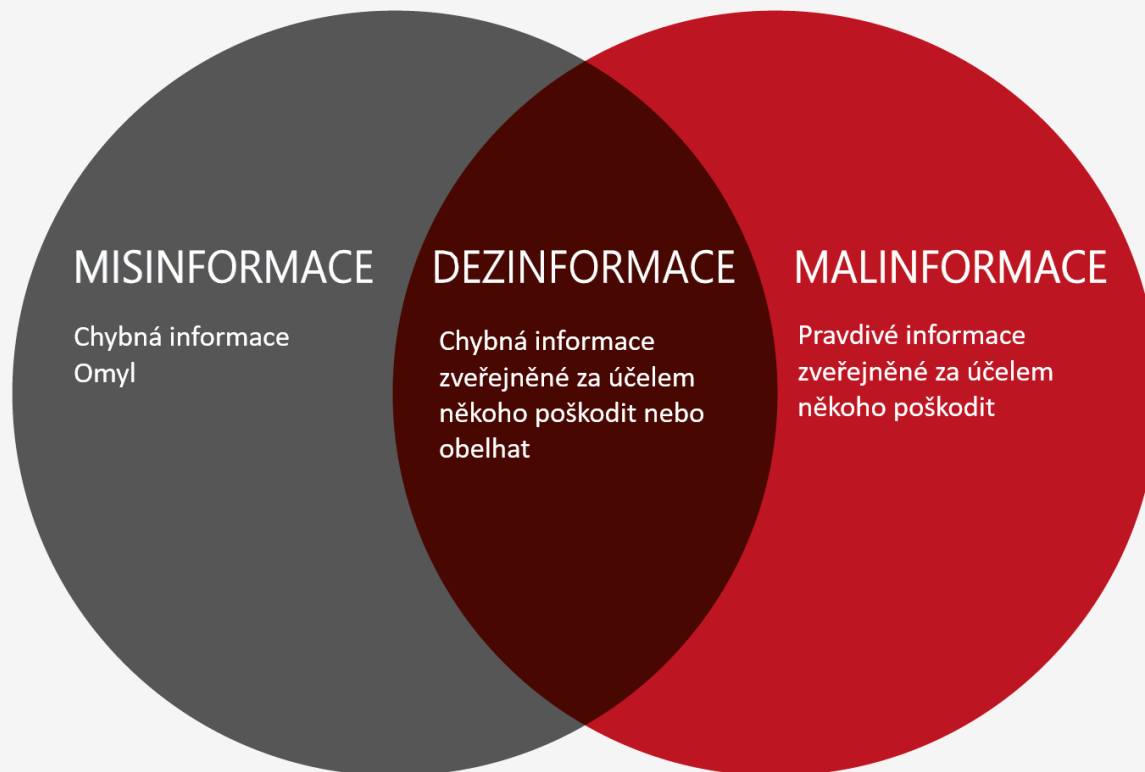 MISINFORMACE
Chybná informace
Omyl
DEZINFORMACE
Chybná informace
zveřejněné za účelem
někoho poškodit nebo
obelhat
MALINFORMACE
Pravdivé informace
zveřejněné za účelem
někoho poškodit